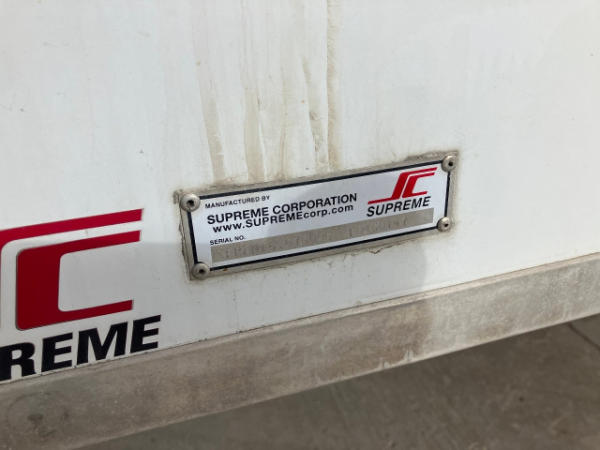 MANUFACTURED BY
SUPREME CORPORATION
www.SUPREMEcorp.com
SUPREME
SERIAL NO.
REME